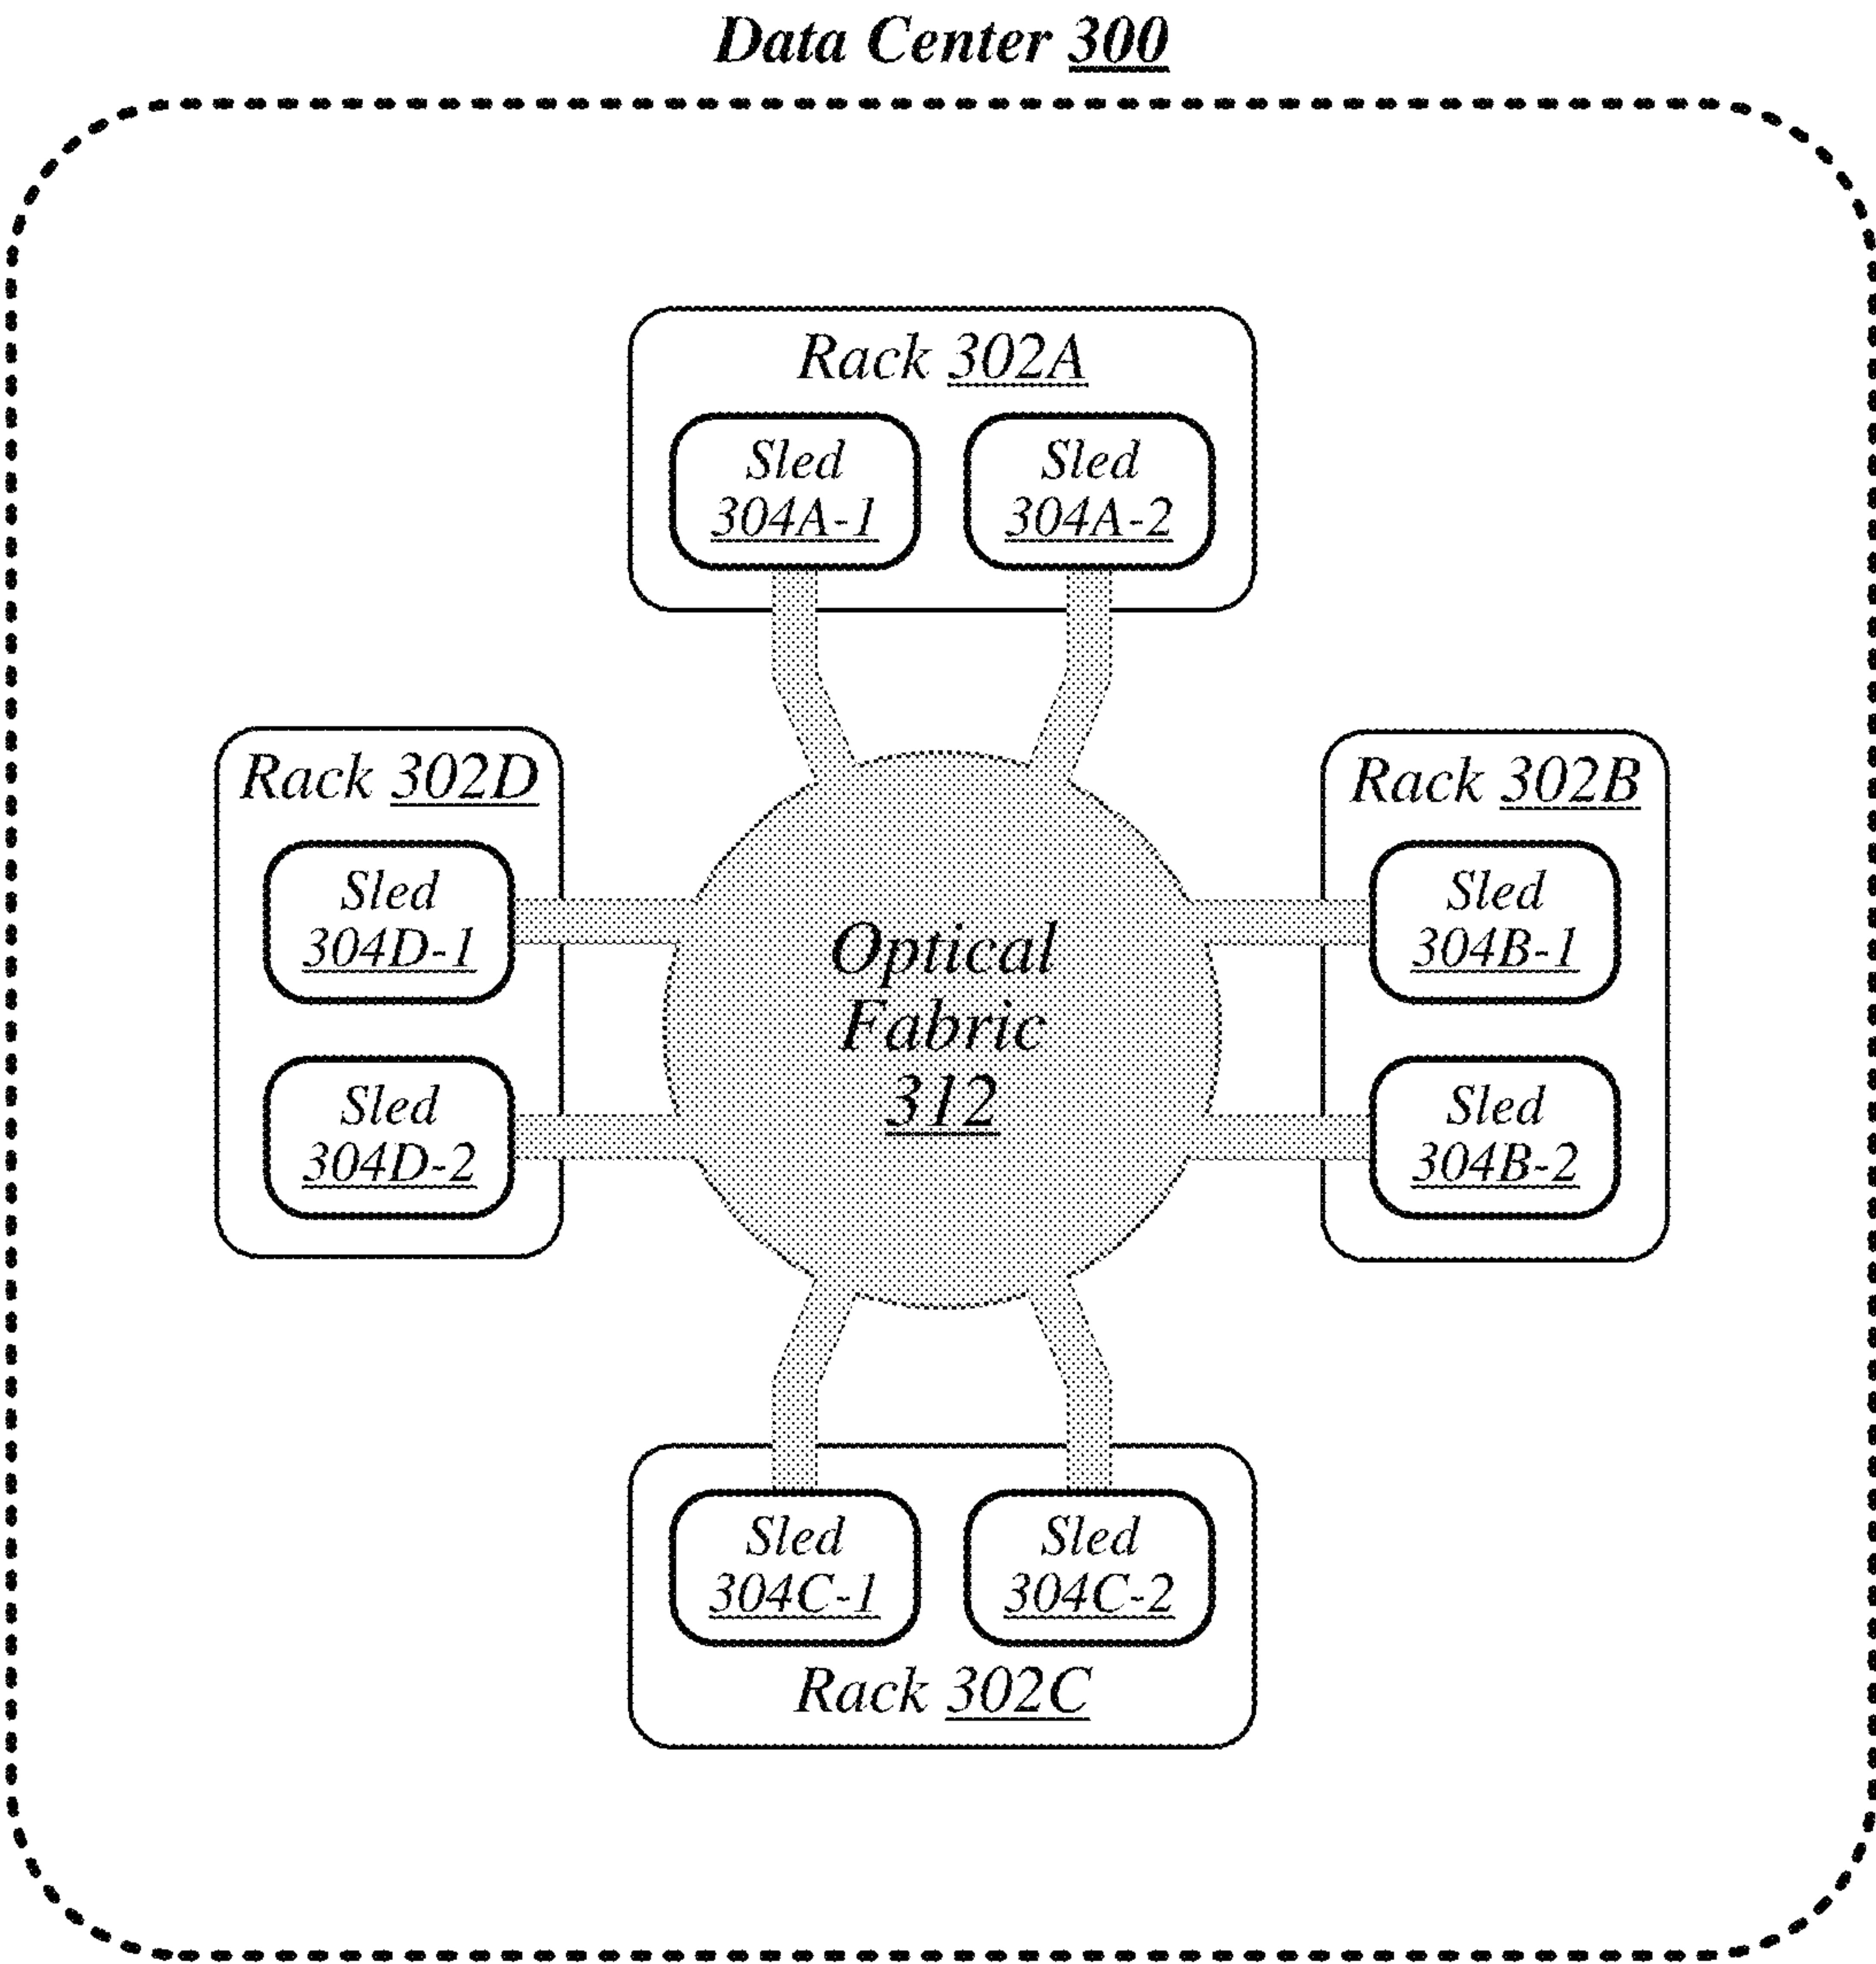 Data Center 300
Rack 302A
Sled
304A-1
Sled
304A-2
Rack 302D
Sled
304D-1
Sled
304D-2
Optical
Fabric
312
Rack 302B
Sled
304B-1
Sled
304B-2
Sled
304C-1
Sled
304C-2
Rack 302C